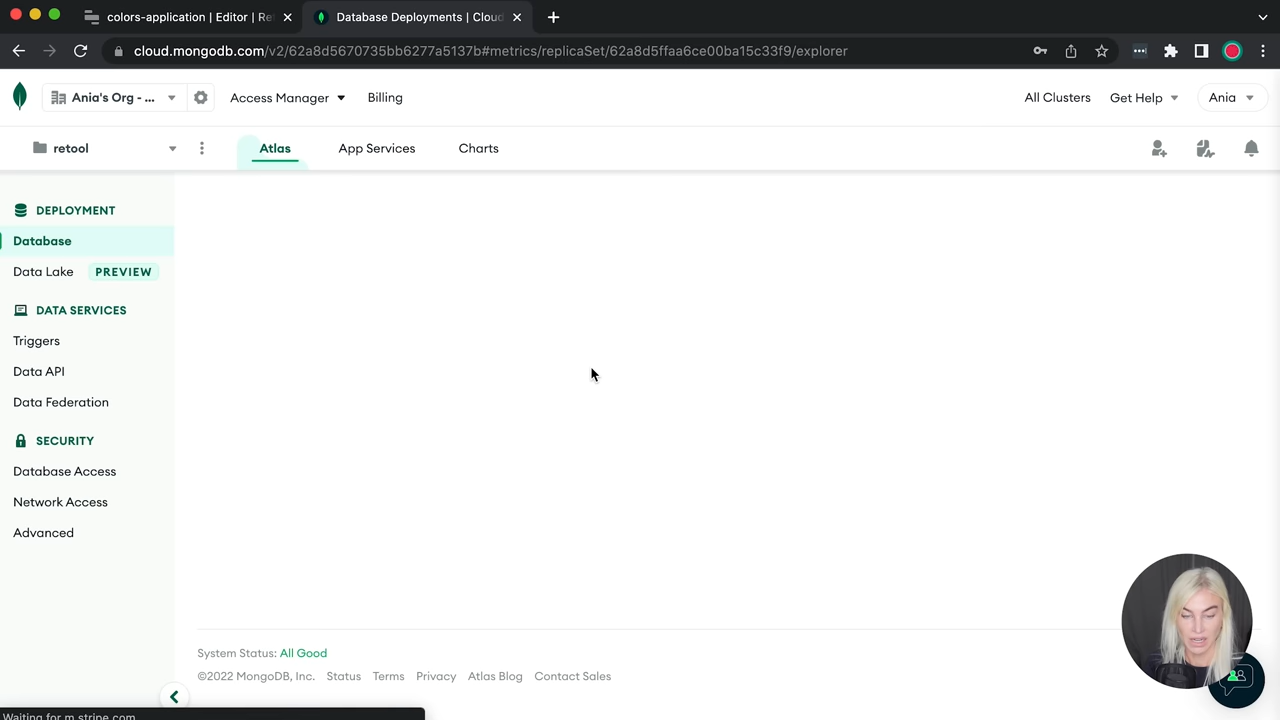 colors-application | Editor | Re
Database Deployments | Cloud
cloud.mongodb.com/v2/62a8d5670735bb6277a5137b#metrics/replicaSet/62a8d5ffaa6ce00ba15c33f9/explorer
Ania's Org - ...
Access Manager
Billing
All Clusters
Get Help
Ania
retool
Atlas
App Services
Charts
DEPLOYMENT
Database
Data Lake PREVIEW
DATA SERVICES
Triggers
Data API
Data Federation
SECURITY
Database Access
Network Access
Advanced
System Status: All Good
©2022 MongoDB, Inc. Status Terms Privacy Atlas Blog Contact Sales
Waiting for m.stripe.com